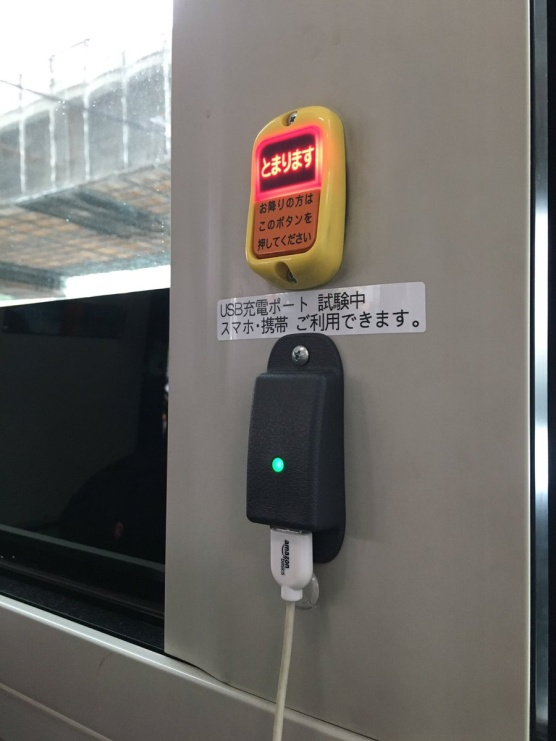 とまります
お降りの方は
このボタンを
押してください
USB充電ポート 試験中
スマホ・携帯 ご利用できます。
amazon
basics